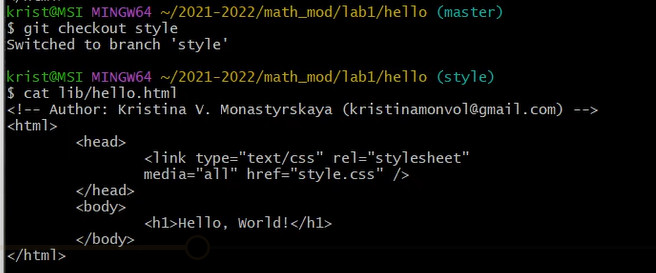 krist@MSI MINGW64 ~/2021-2022/math_mod/lab1/hello (master)
$ git checkout style
Switched to branch 'style'

krist@MSI MINGW64 ~/2021-2022/math_mod/lab1/hello (style)
$ cat lib/hello.html
<!-- Author: Kristina V. Monastyrskaya (kristinamonvol@gmail.com) -->
<html>
        <head>
                <link type="text/css" rel="stylesheet"
                media="all" href="style.css" />
        </head>
        <body>
                <h1>Hello, World!</h1>
        </body>
</html>